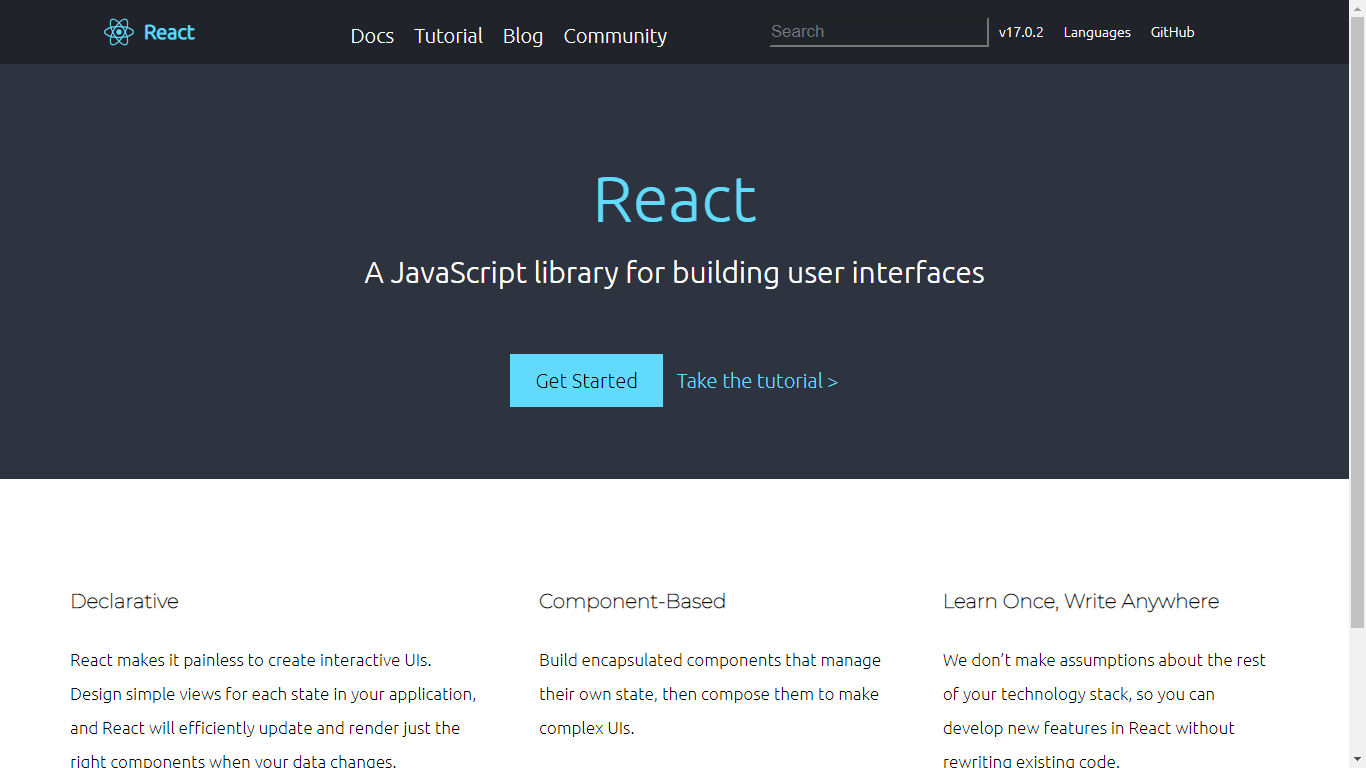 React
Docs Tutorial Blog Community
Search
v17.0.2 Languages GitHub
React
A JavaScript library for building user interfaces
Get Started
Take the tutorial >
Declarative
React makes it painless to create interactive UIs.
Design simple views for each state in your application,
and React will efficiently update and render just the
right components when your data changes.
Component-Based
Build encapsulated components that manage
their own state, then compose them to make
complex UIs.
Learn Once, Write Anywhere
We don’t make assumptions about the rest
of your technology stack, so you can
develop new features in React without
rewriting existing code.